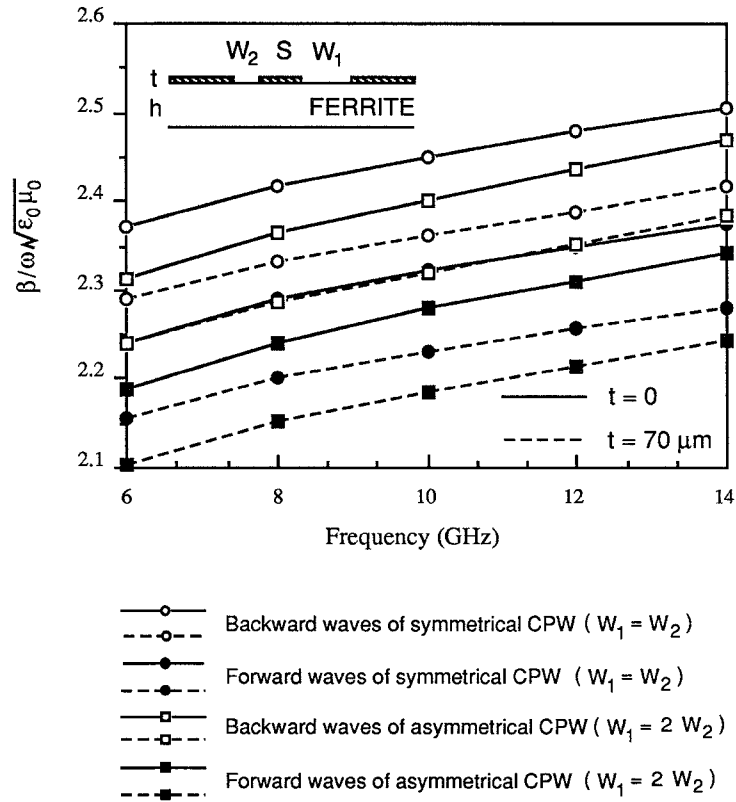 2.6
W2 S W1
t
h FERRITE
2.5
2.4
2.3
2.2
2.1
β/ω√ε0μ0
t = 0
t = 70 μm
6 8 10 12 14
Frequency (GHz)
Backward waves of symmetrical CPW ( W1 = W2 )
Forward waves of symmetrical CPW ( W1 = W2 )
Backward waves of asymmetrical CPW ( W1 = 2 W2 )
Forward waves of asymmetrical CPW ( W1 = 2 W2 )